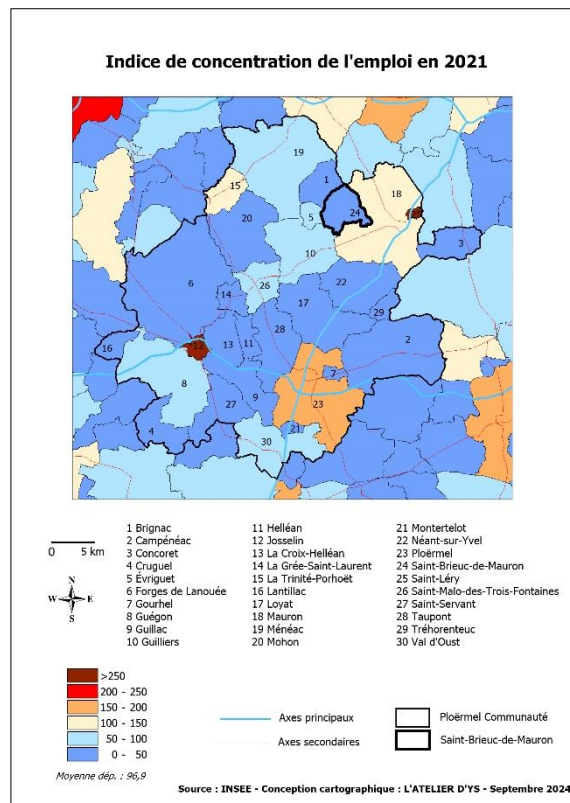 Indice de concentration de l'emploi en 2021
19
1
15
18
20
5
24
25
10
3
6
26
22
14
17
29
28
12
13
11
2
16
7
8
9
27
23
4
21
30
0 5 km
N
W E
S
1 Brignac
2 Campénéac
3 Concoret
4 Cruguel
5 Évriguet
6 Forges de Lanouée
7 Gourhel
8 Guégon
9 Guillac
10 Guilliers
11 Helléan
12 Josselin
13 La Croix-Helléan
14 La Grée-Saint-Laurent
15 La Trinité-Porhoët
16 Lantillac
17 Loyat
18 Mauron
19 Ménéac
20 Mohon
21 Montertelot
22 Néant-sur-Yvel
23 Ploërmel
24 Saint-Brieuc-de-Mauron
25 Saint-Léry
26 Saint-Malo-des-Trois-Fontaines
27 Saint-Servant
28 Taupont
29 Tréhorenteuc
30 Val d'Oust
>250
200 - 250
150 - 200
100 - 150
50 - 100
0 - 50
Moyenne dép. : 96,9
Axes principaux
Axes secondaires
Ploërmel Communauté
Saint-Brieuc-de-Mauron
Source : INSEE - Conception cartographique : L'ATELIER D'YS - Septembre 2024